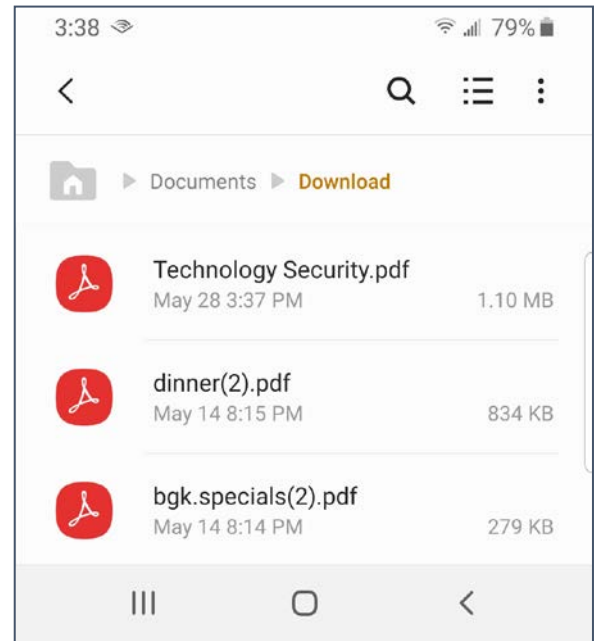 3:38 79%
Documents Download
Technology Security.pdf
May 28 3:37 PM 1.10 MB
dinner(2).pdf
May 14 8:15 PM 834 KB
bgk.specials(2).pdf
May 14 8:14 PM 279 KB